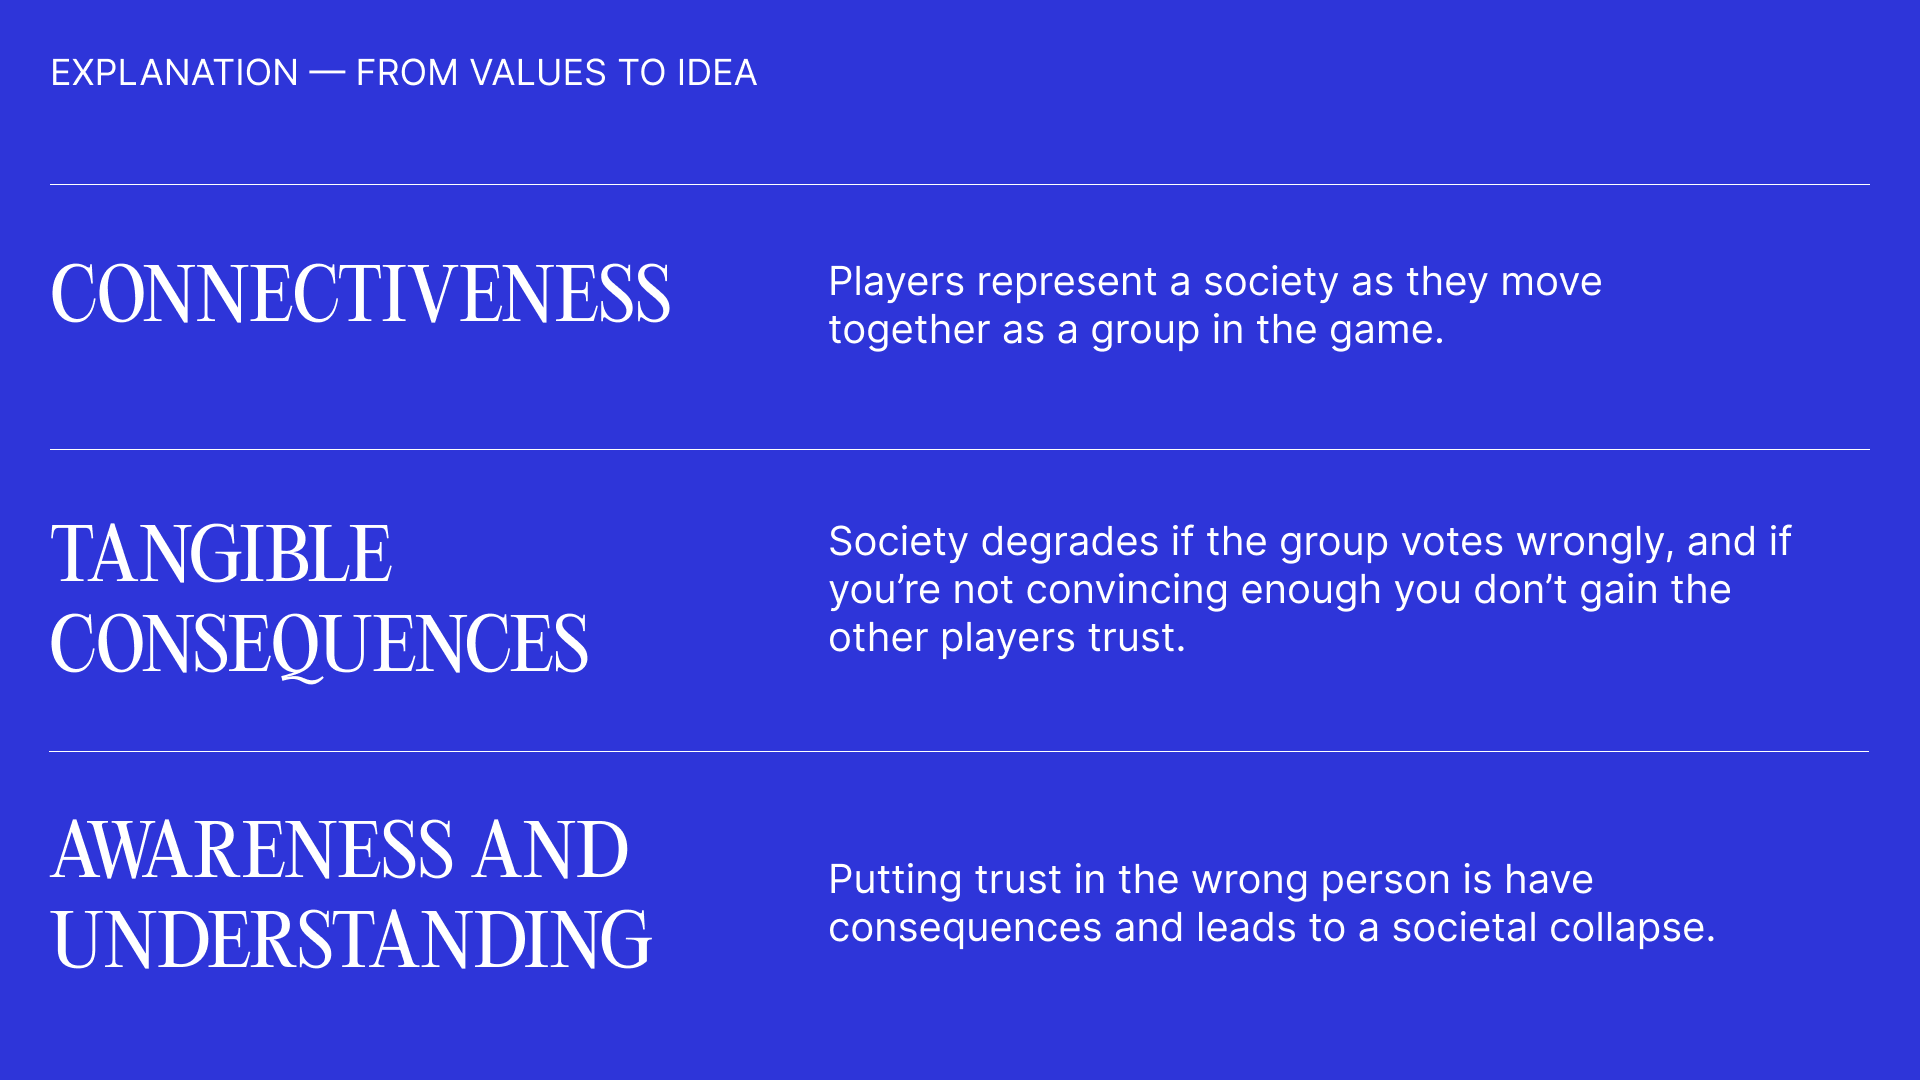 EXPLANATION — FROM VALUES TO IDEA
CONNECTIVENESS
Players represent a society as they move
together as a group in the game.
TANGIBLE
CONSEQUENCES
Society degrades if the group votes wrongly, and if
you’re not convincing enough you don’t gain the
other players trust.
AWARENESS AND
UNDERSTANDING
Putting trust in the wrong person is have
consequences and leads to a societal collapse.